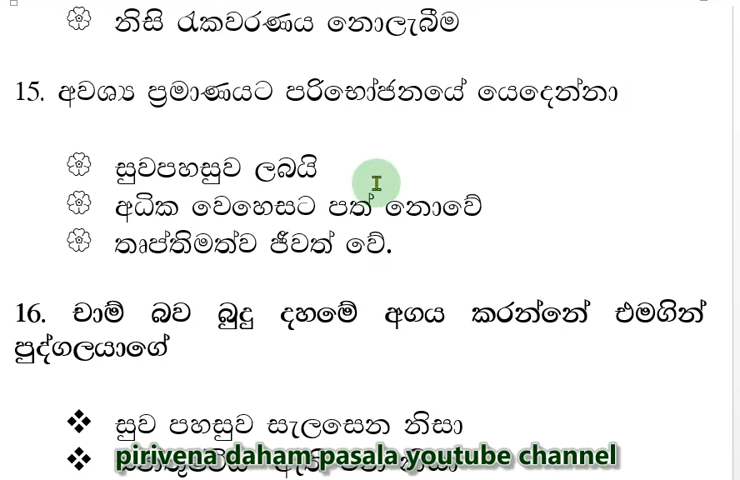 නිසි රැකවරණය නොලැබීම
15. අවශ්‍ය ප්‍රමාණයට පරිභෝජනයේ යෙදෙන්නා
සුවපහසුව ලබයි
අධික වෙහෙසට පත් නොවේ
තෘප්තිමත්ව ජීවත් වේ.
16. චාම් බව බුදු දහමේ අගය කරන්නේ එමගින්
පුද්ගලයාගේ
සුව පහසුව සැලසෙන නිසා
pirivena daham pasala youtube channel